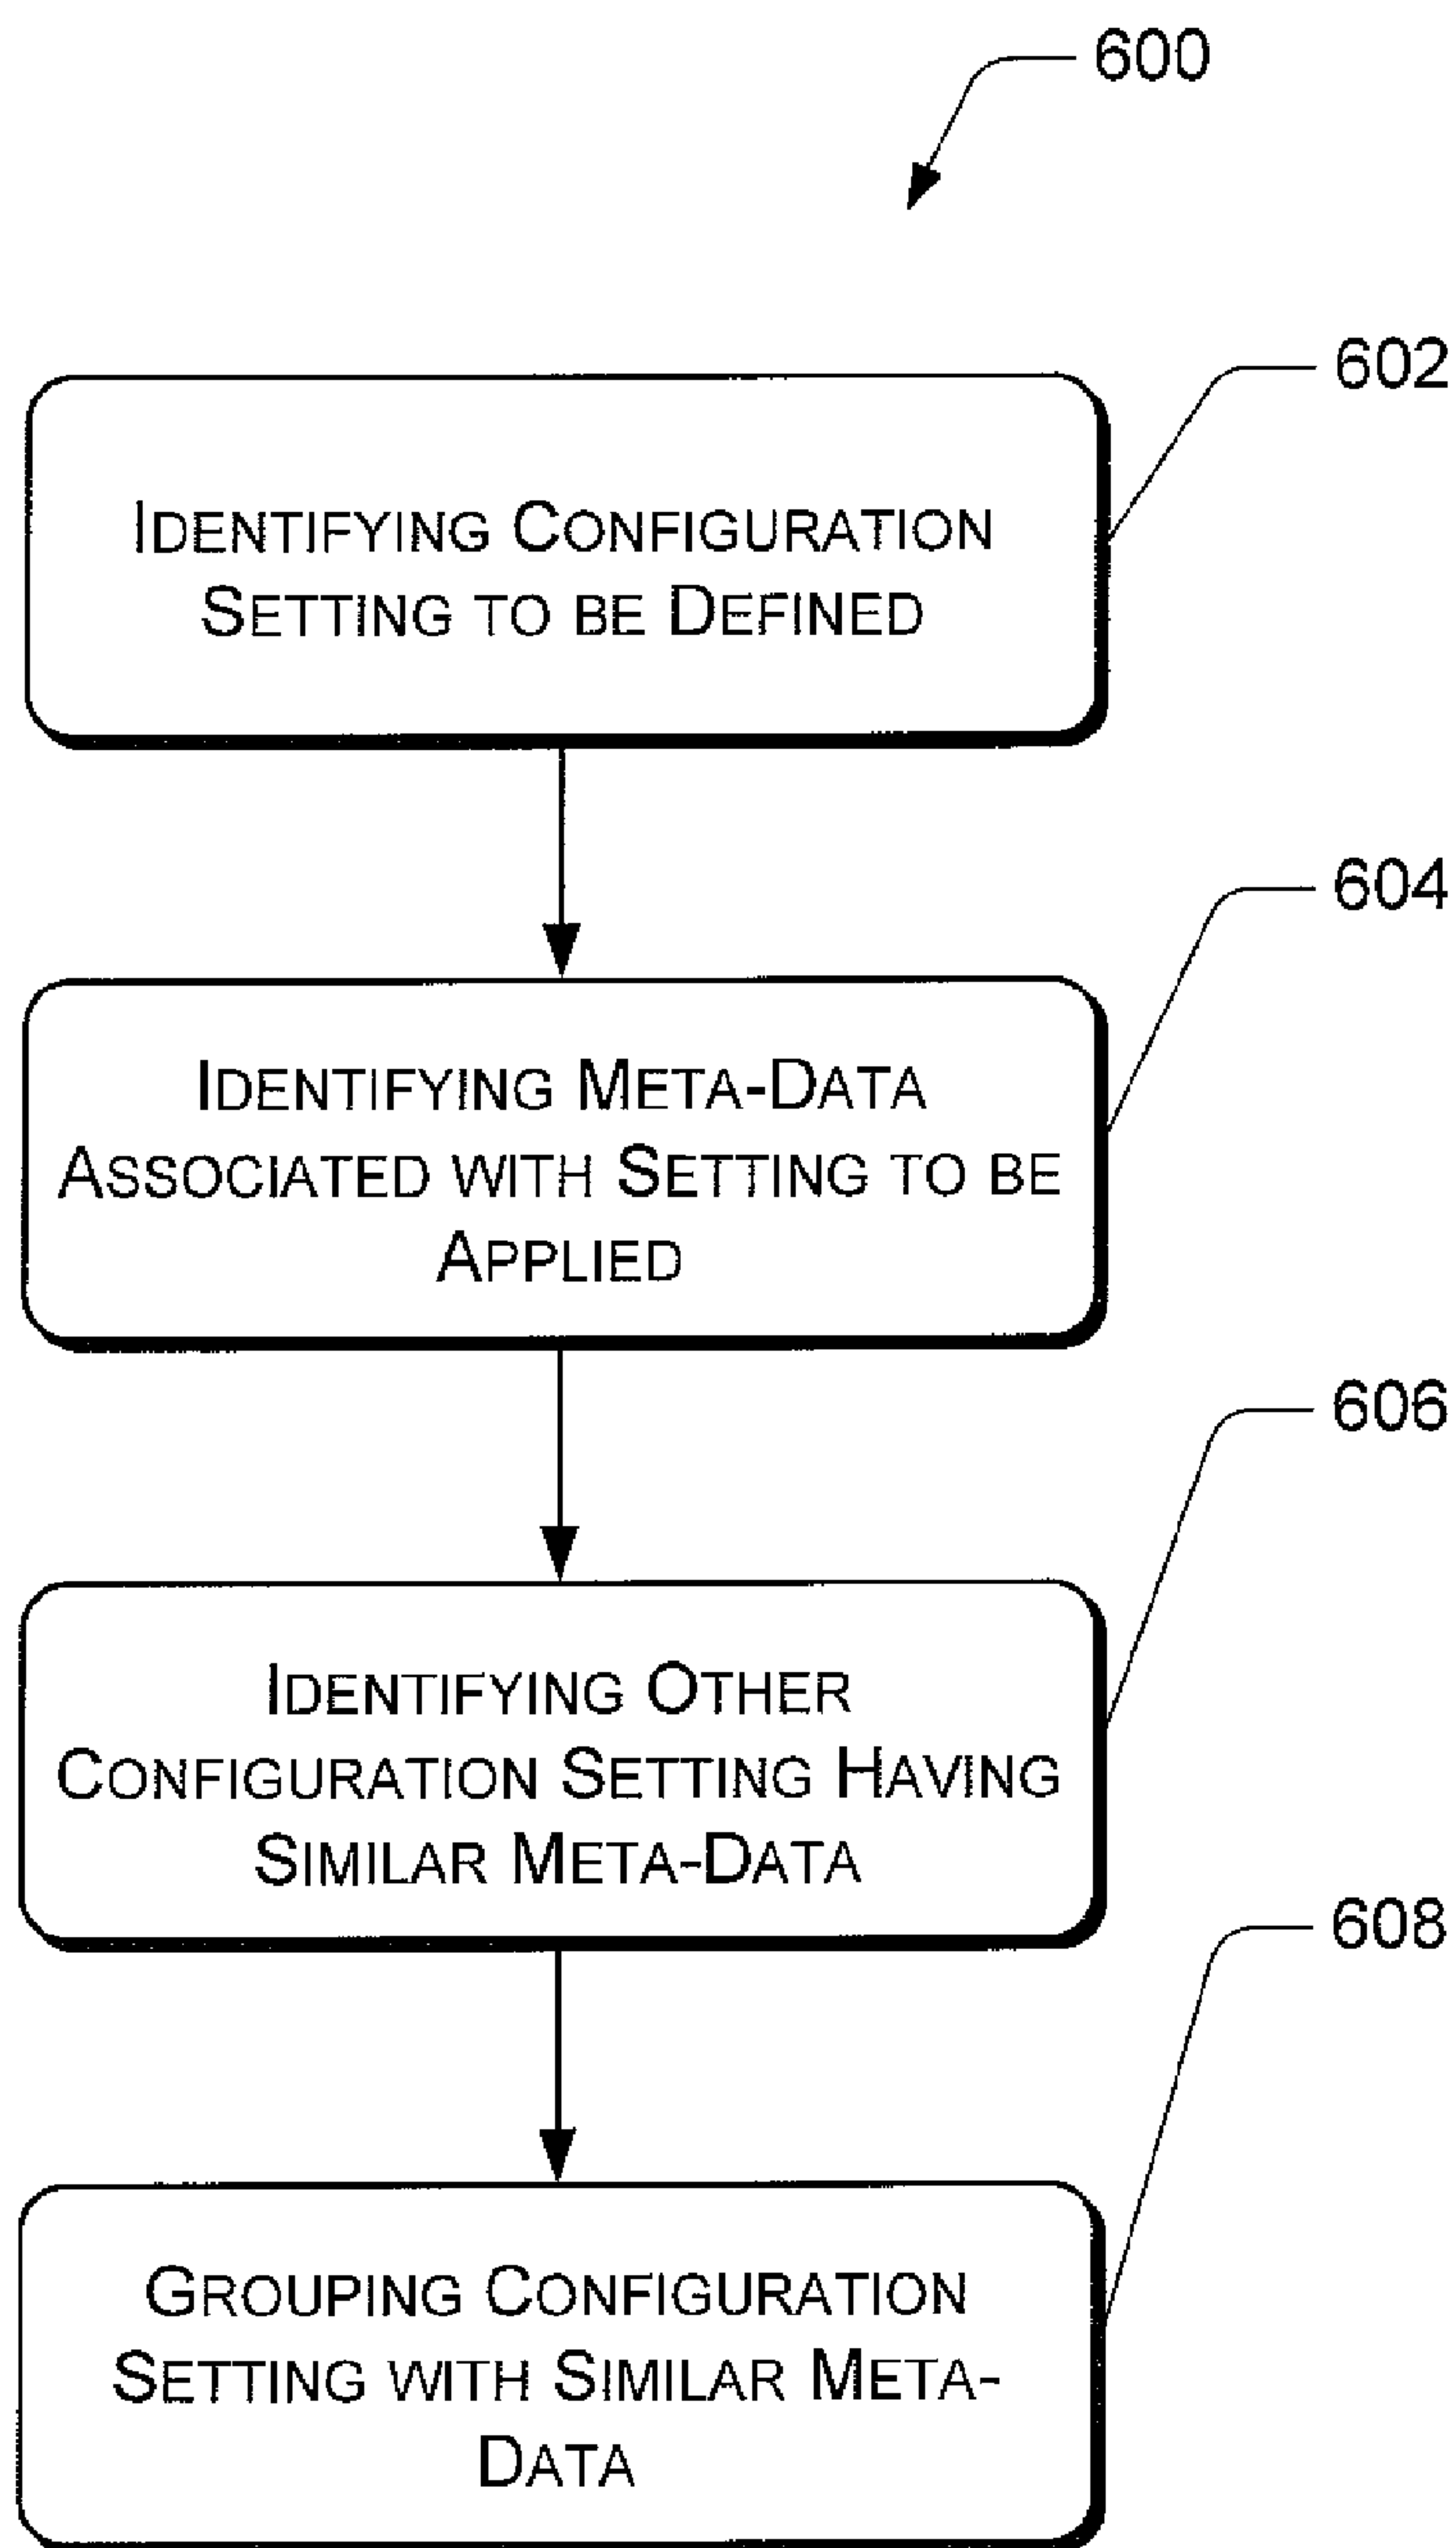 600
602
IDENTIFYING CONFIGURATION
SETTING TO BE DEFINED
604
IDENTIFYING META-DATA
ASSOCIATED WITH SETTING TO BE
APPLIED
606
IDENTIFYING OTHER
CONFIGURATION SETTING HAVING
SIMILAR META-DATA
608
GROUPING CONFIGURATION
SETTING WITH SIMILAR META-
DATA